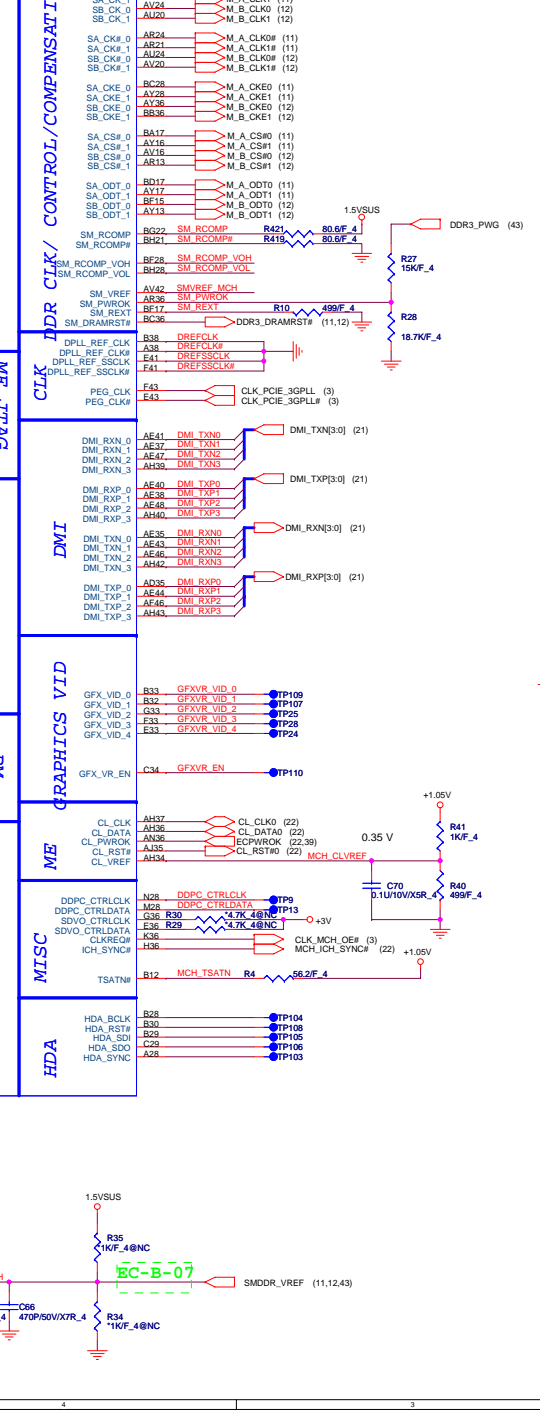 SA_CK_1 M_A_CLK1 (11)
SB_CK_0 AV24 M_B_CLK0 (12)
SB_CK_1 AU20 M_B_CLK1 (12)
SA_CK#_0 AR24 M_A_CLK0# (11)
SA_CK#_1 AR21 M_A_CLK1# (11)
SB_CK#_0 AU24 M_B_CLK0# (12)
SB_CK#_1 AV20 M_B_CLK1# (12)
SA_CKE_0 BC28 M_A_CKE0 (11)
SA_CKE_1 AY28 M_A_CKE1 (11)
SB_CKE_0 AY36 M_B_CKE0 (12)
SB_CKE_1 BB36 M_B_CKE1 (12)
SA_CS#_0 BA17 M_A_CS#0 (11)
SA_CS#_1 AY16 M_A_CS#1 (11)
SB_CS#_0 AV16 M_B_CS#0 (12)
SB_CS#_1 AR13 M_B_CS#1 (12)
SA_ODT_0 BD17 M_A_ODT0 (11)
SA_ODT_1 AY17 M_A_ODT1 (11)
SB_ODT_0 BF15 M_B_ODT0 (12)
SB_ODT_1 AY13 M_B_ODT1 (12)
1.5VSUS
DDR3_PWG (43)
SM_RCOMP BG22 SM_RCOMP R421 80.6/F_4
SM_RCOMP# BH21 SM_RCOMP# R419 80.6/F_4
SM_RCOMP_VOH BF28 SM_RCOMP_VOH
SM_RCOMP_VOL BH28 SM_RCOMP_VOL
R27
15K/F_4
SM_VREF AV42 SMVREF_MCH
SM_PWROK AR36 SM_PWROK
SM_REXT BF17 SM_REXT R10 499/F_4
SM_DRAMRST# BC36 DDR3_DRAMRST# (11,12)
R28
18.7K/F_4
DDR CLK/ CONTROL/COMPENSATI
DPLL_REF_CLK B38 DREFCLK
DPLL_REF_CLK# A38 DREFCLK#
DPLL_REF_SSCLK E41 DREFSSCLK
DPLL_REF_SSCLK# F41 DREFSSCLK#
PEG_CLK F43 CLK_PCIE_3GPLL (3)
PEG_CLK# E43 CLK_PCIE_3GPLL# (3)
CLK
ME JTAG
DMI_TXN[3:0] (21)
DMI_RXN_0 AE41 DMI_TXN0
DMI_RXN_1 AE37 DMI_TXN1
DMI_RXN_2 AE47 DMI_TXN2
DMI_RXN_3 AH39 DMI_TXN3
DMI_TXP[3:0] (21)
DMI_RXP_0 AE40 DMI_TXP0
DMI_RXP_1 AE38 DMI_TXP1
DMI_RXP_2 AE48 DMI_TXP2
DMI_RXP_3 AH40 DMI_TXP3
DMI_RXN[3:0] (21)
DMI_TXN_0 AE35 DMI_RXN0
DMI_TXN_1 AE43 DMI_RXN1
DMI_TXN_2 AE46 DMI_RXN2
DMI_TXN_3 AH42 DMI_RXN3
DMI_RXP[3:0] (21)
DMI_TXP_0 AD35 DMI_RXP0
DMI_TXP_1 AE44 DMI_RXP1
DMI_TXP_2 AF46 DMI_RXP2
DMI_TXP_3 AH43 DMI_RXP3
DMI
GFX_VID_0 B33 GFXVR_VID_0 TP109
GFX_VID_1 B32 GFXVR_VID_1 TP107
GFX_VID_2 G33 GFXVR_VID_2 TP25
GFX_VID_3 F33 GFXVR_VID_3 TP28
GFX_VID_4 E33 GFXVR_VID_4 TP24
GFX_VR_EN C34 GFXVR_EN TP110
GRAPHICS VID
PM
+1.05V
CL_CLK AH37 CL_CLK0 (22)
CL_DATA AH36 CL_DATA0 (22)
CL_PWROK AN36 ECPWROK (22,39)
CL_RST# AJ35 CL_RST#0 (22)
CL_VREF AH34 MCH_CLVREF
0.35 V
R41
1K/F_4
C70
0.1U/10V/X5R_4
R40
499/F_4
ME
DDPC_CTRLCLK N28 DDPC_CTRLCLK TP9
DDPC_CTRLDATA M28 DDPC_CTRLDATA TP13
SDVO_CTRLCLK G36 R30 *4.7K_4@NC
SDVO_CTRLDATA E36 R29 *4.7K_4@NC
+3V
CLKREQ# K36 CLK_MCH_OE# (3)
ICH_SYNC# H36 MCH_ICH_SYNC# (22)
+1.05V
TSATN# B12 MCH_TSATN R4 56.2/F_4
MISC
HDA_BCLK B28 TP104
HDA_RST# B30 TP108
HDA_SDI B29 TP105
HDA_SDO C29 TP106
HDA_SYNC A28 TP103
HDA
1.5VSUS
R35
*1K/F_4@NC
EC-B-07
SMDDR_VREF (11,12,43)
C66
470P/50V/X7R_4
R34
*1K/F_4@NC
4 3